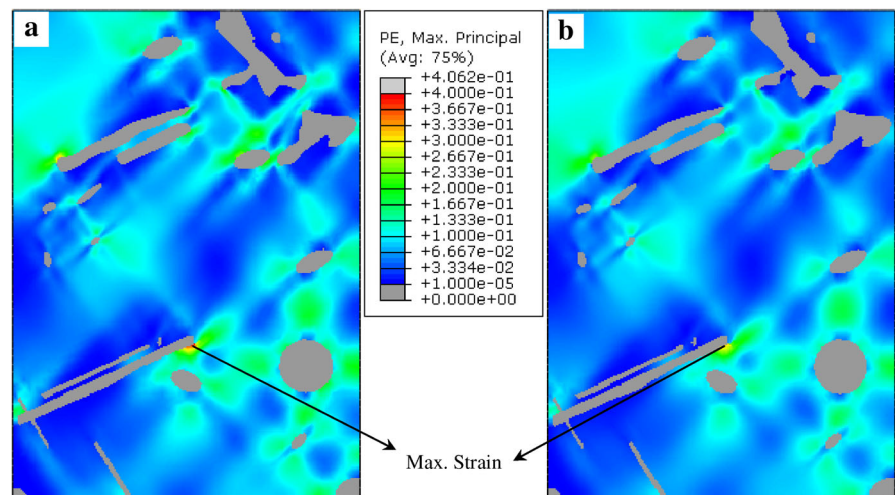 a
PE, Max. Principal
(Avg: 75%)
+4.062e-01
+4.000e-01
+3.667e-01
+3.333e-01
+3.000e-01
+2.667e-01
+2.333e-01
+2.000e-01
+1.667e-01
+1.333e-01
+1.000e-01
+6.667e-02
+3.334e-02
+1.000e-05
+0.000e+00
b
Max. Strain